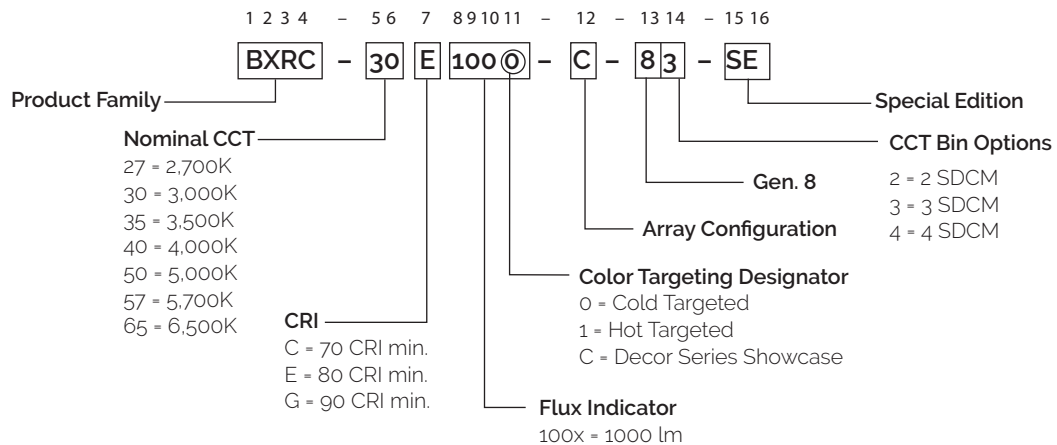 1 2 3 4 – 5 6 7 8 9 10 11 – 12 – 13 14 – 15 16
BXRC – 30 E 100 0 – C – 8 3 – SE
Product Family
Special Edition
Nominal CCT
27 = 2,700K
30 = 3,000K
35 = 3,500K
40 = 4,000K
50 = 5,000K
57 = 5,700K
65 = 6,500K
CCT Bin Options
2 = 2 SDCM
3 = 3 SDCM
4 = 4 SDCM
Gen. 8
Array Configuration
Color Targeting Designator
0 = Cold Targeted
1 = Hot Targeted
C = Decor Series Showcase
CRI
C = 70 CRI min.
E = 80 CRI min.
G = 90 CRI min.
Flux Indicator
100x = 1000 lm